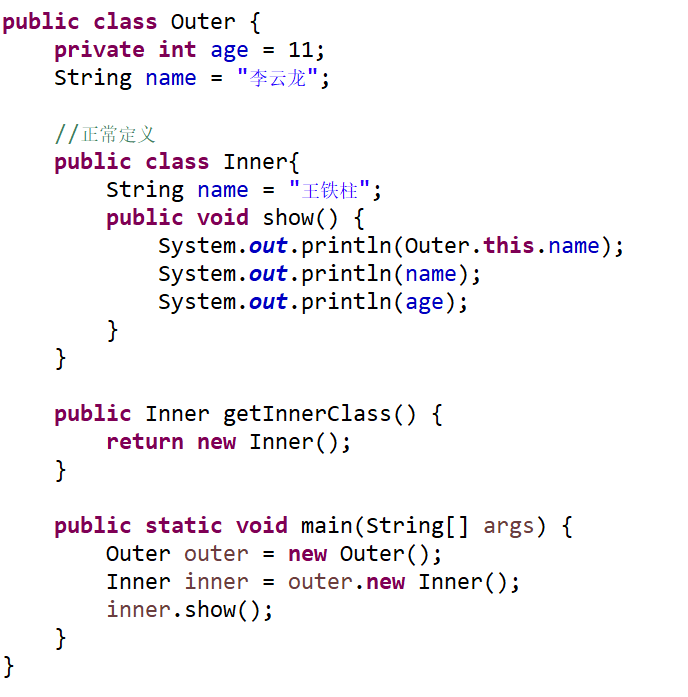 public class Outer {
    private int age = 11;
    String name = "李云龙";

    //正常定义
    public class Inner{
        String name = "王铁柱";
        public void show() {
            System.out.println(Outer.this.name);
            System.out.println(name);
            System.out.println(age);
        }
    }

    public Inner getInnerClass() {
        return new Inner();
    }

    public static void main(String[] args) {
        Outer outer = new Outer();
        Inner inner = outer.new Inner();
        inner.show();
    }
}